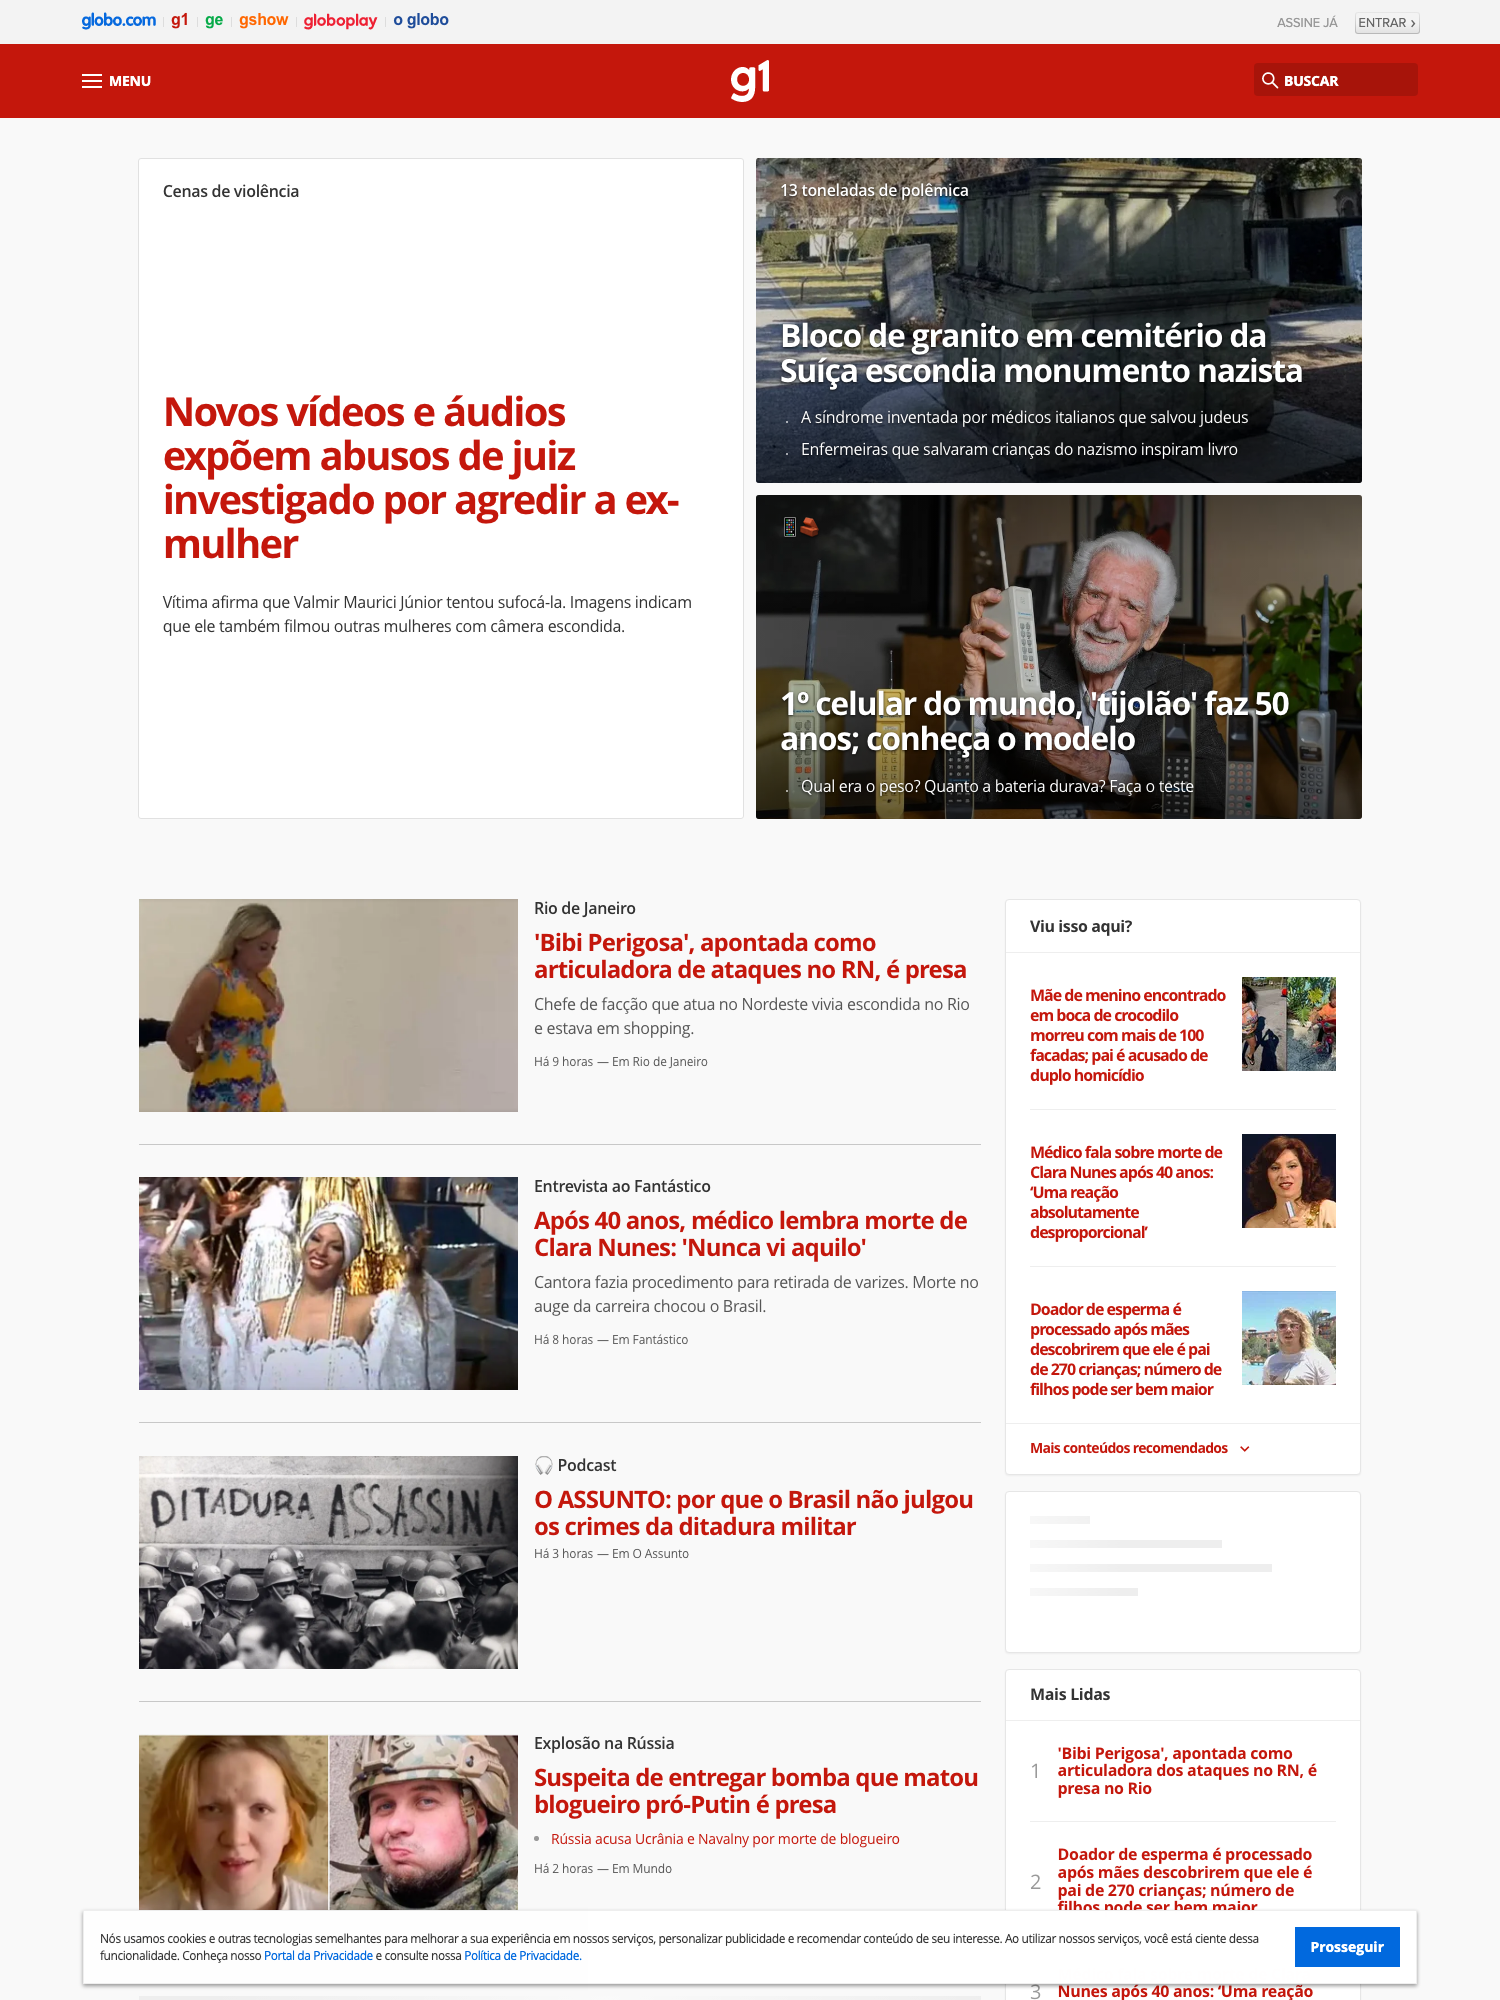 globo.com g1 ge gshow globoplay o globo
ASSINE JÁ ENTRAR ›
MENU
g1
BUSCAR
Cenas de violência
Novos vídeos e áudios
expõem abusos de juiz
investigado por agredir a ex-
mulher
Vítima afirma que Valmir Maurici Júnior tentou sufocá-la. Imagens indicam
que ele também filmou outras mulheres com câmera escondida.
13 toneladas de polêmica
Bloco de granito em cemitério da
Suíça escondia monumento nazista
. A síndrome inventada por médicos italianos que salvou judeus
. Enfermeiras que salvaram crianças do nazismo inspiram livro
1º celular do mundo, 'tijolão' faz 50
anos; conheça o modelo
. Qual era o peso? Quanto a bateria durava? Faça o teste
Rio de Janeiro
'Bibi Perigosa', apontada como
articuladora de ataques no RN, é presa
Chefe de facção que atua no Nordeste vivia escondida no Rio
e estava em shopping.
Há 9 horas — Em Rio de Janeiro
Entrevista ao Fantástico
Após 40 anos, médico lembra morte de
Clara Nunes: 'Nunca vi aquilo'
Cantora fazia procedimento para retirada de varizes. Morte no
auge da carreira chocou o Brasil.
Há 8 horas — Em Fantástico
DITADURA ASSASSINA
🎧 Podcast
O ASSUNTO: por que o Brasil não julgou
os crimes da ditadura militar
Há 3 horas — Em O Assunto
Explosão na Rússia
Suspeita de entregar bomba que matou
blogueiro pró-Putin é presa
• Rússia acusa Ucrânia e Navalny por morte de blogueiro
Há 2 horas — Em Mundo
Viu isso aqui?
Mãe de menino encontrado
em boca de crocodilo
morreu com mais de 100
facadas; pai é acusado de
duplo homicídio
Médico fala sobre morte de
Clara Nunes após 40 anos:
‘Uma reação
absolutamente
desproporcional’
Doador de esperma é
processado após mães
descobrirem que ele é pai
de 270 crianças; número de
filhos pode ser bem maior
Mais conteúdos recomendados
Mais Lidas
1
'Bibi Perigosa', apontada como
articuladora dos ataques no RN, é
presa no Rio
2
Doador de esperma é processado
após mães descobrirem que ele é
pai de 270 crianças; número de
filhos pode ser bem maior
3
Nunes após 40 anos: ‘Uma reação
Nós usamos cookies e outras tecnologias semelhantes para melhorar a sua experiência em nossos serviços, personalizar publicidade e recomendar conteúdo de seu interesse. Ao utilizar nossos serviços, você está ciente dessa
funcionalidade. Conheça nosso Portal da Privacidade e consulte nossa Política de Privacidade.
Prosseguir